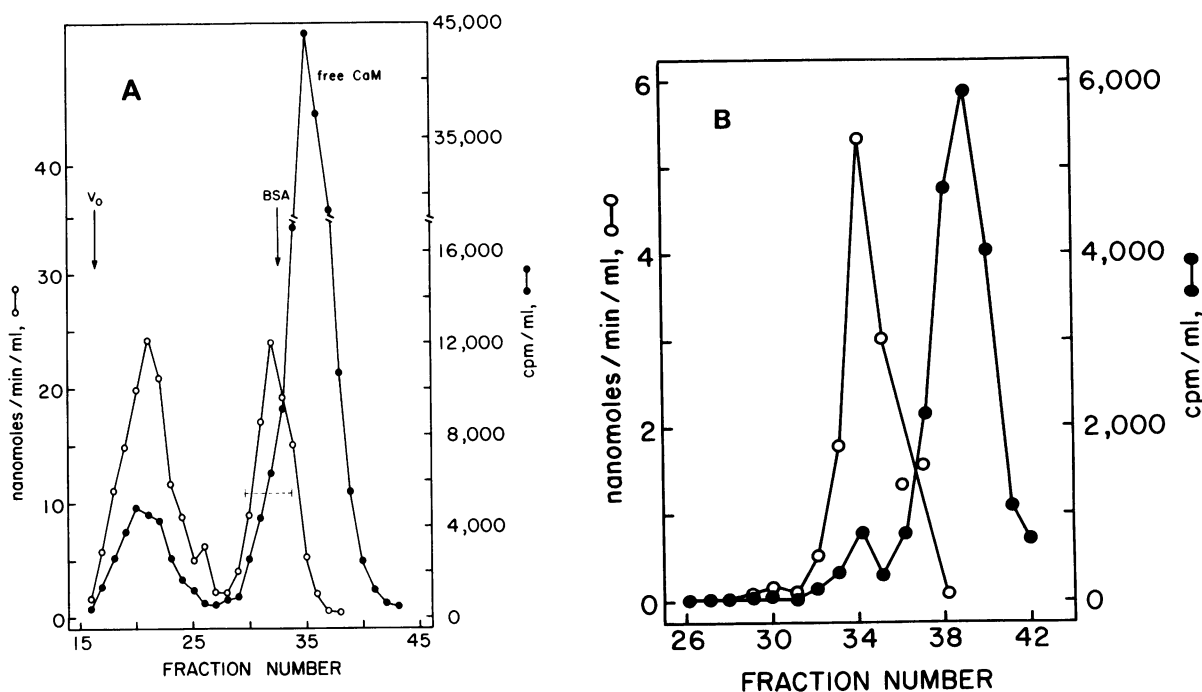 A
free CaM
V₀
BSA
nanomoles/min/ml,
40
30
20
10
0
45,000
35,000
16,000
12,000
8,000
4,000
0
cpm/ml,
15
25
35
45
FRACTION NUMBER
B
nanomoles/min/ml,
6
4
2
0
6,000
4,000
2,000
0
cpm/ml,
26
30
34
38
42
FRACTION NUMBER